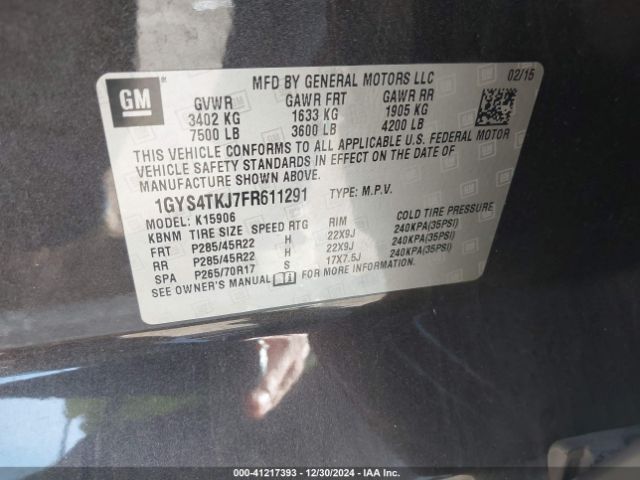 GM
MFD BY GENERAL MOTORS LLC 02/15
GVWR GAWR FRT GAWR RR
3402 KG 1633 KG 1905 KG
7500 LB 3600 LB 4200 LB
THIS VEHICLE CONFORMS TO ALL APPLICABLE U.S. FEDERAL MOTOR
VEHICLE SAFETY STANDARDS IN EFFECT ON THE DATE OF
MANUFACTURE SHOWN ABOVE.
1GYS4TKJ7FR611291 TYPE: M.P.V.
MODEL: K15906
KBNM TIRE SIZE SPEED RTG RIM COLD TIRE PRESSURE
FRT P285/45R22 H 22X9J 240KPA(35PSI)
RR P285/45R22 H 22X9J 240KPA(35PSI)
SPA P265/70R17 S 17X7.5J 240KPA(35PSI)
SEE OWNER'S MANUAL
000-41217393 - 12/30/2024 - IAA Inc.